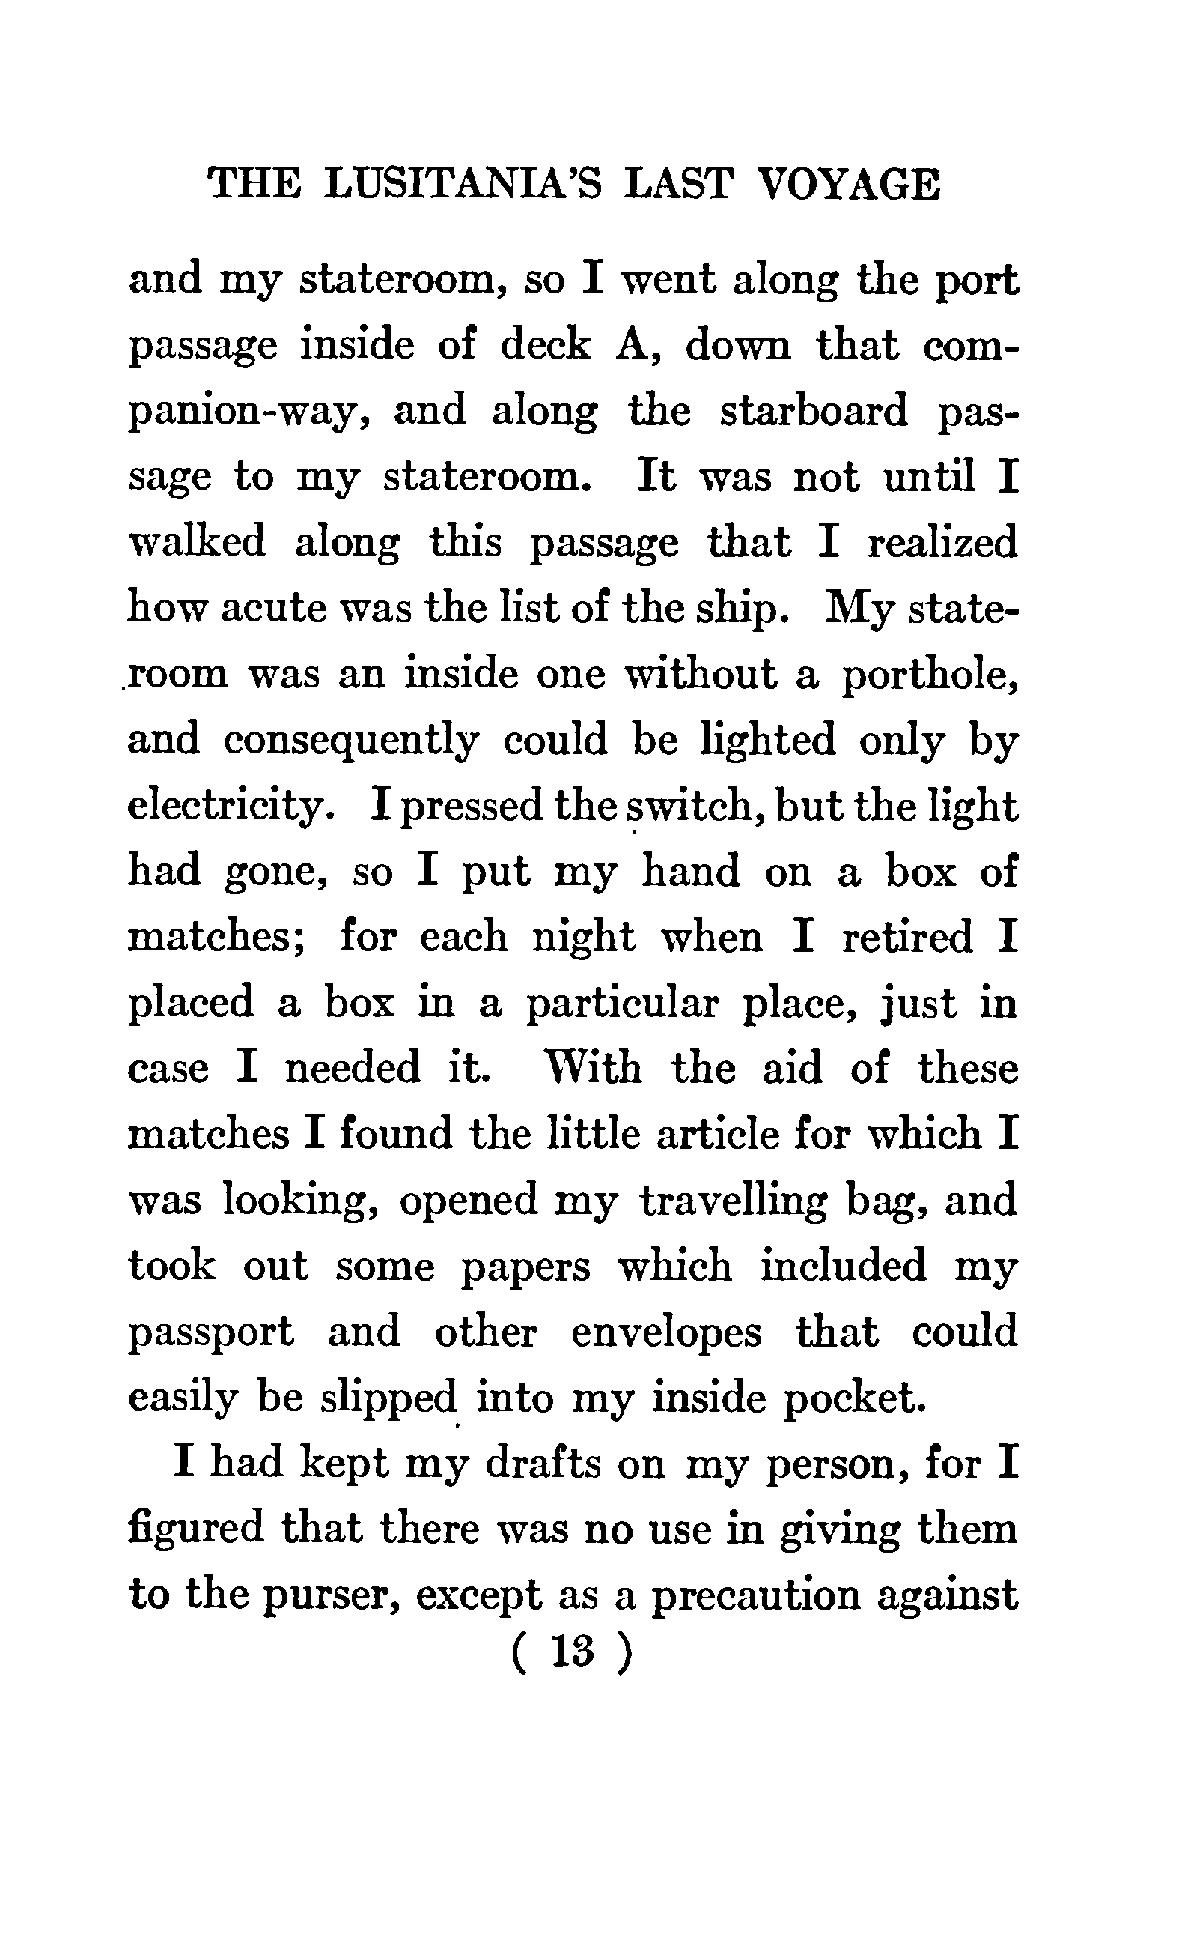 THE LUSITANIA'S LAST VOYAGE
and my stateroom, so I went along the port
passage inside of deck A, down that com-
panion-way, and along the starboard pas-
sage to my stateroom. It was not until I
walked along this passage that I realized
how acute was the list of the ship. My state-
room was an inside one without a porthole,
and consequently could be lighted only by
electricity. I pressed the switch, but the light
had gone, so I put my hand on a box of
matches; for each night when I retired I
placed a box in a particular place, just in
case I needed it. With the aid of these
matches I found the little article for which I
was looking, opened my travelling bag, and
took out some papers which included my
passport and other envelopes that could
easily be slipped into my inside pocket.
I had kept my drafts on my person, for I
figured that there was no use in giving them
to the purser, except as a precaution against
( 13 )